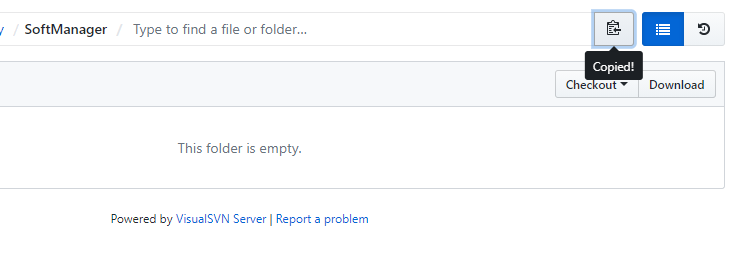 y / SoftManager / Type to find a file or folder...
Copied!
Checkout Download
This folder is empty.
Powered by VisualSVN Server | Report a problem